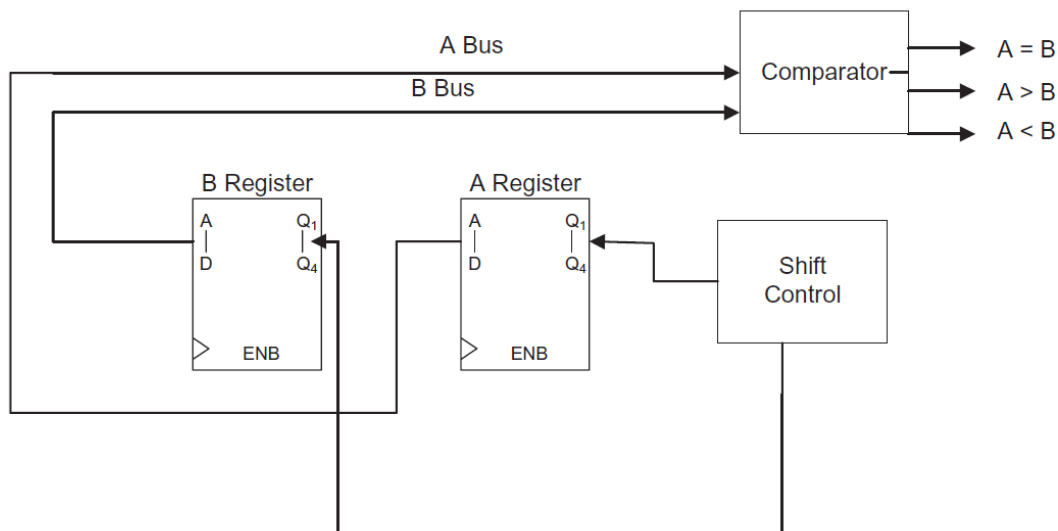 A Bus
B Bus
Comparator
A = B
A > B
A < B
B Register
A Register
A
D
Q₁
Q₄
ENB
A
D
Q₁
Q₄
ENB
Shift
Control